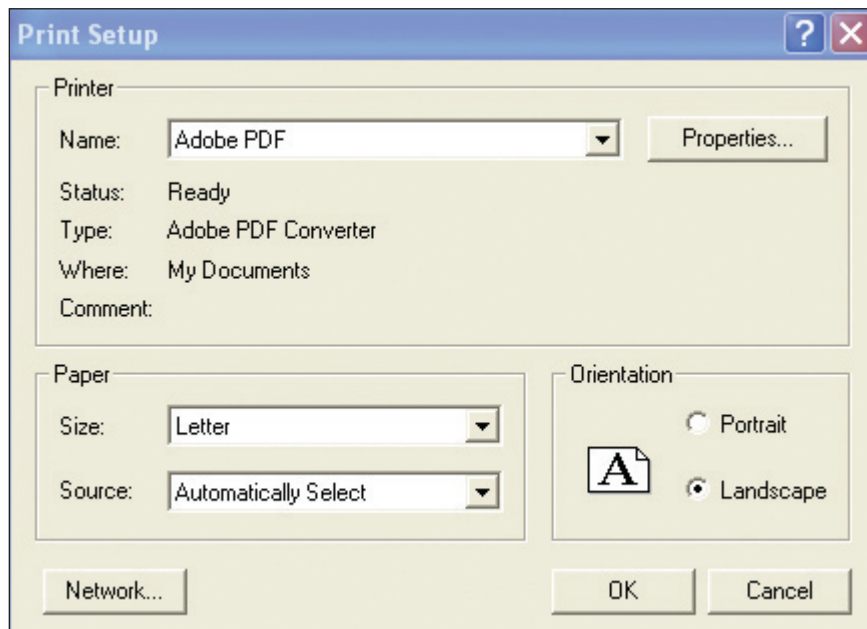 Print Setup
Printer
Name: Adobe PDF Properties...
Status: Ready
Type: Adobe PDF Converter
Where: My Documents
Comment:
Paper
Size: Letter
Source: Automatically Select
Orientation
Portrait
A
Landscape
Network... OK Cancel